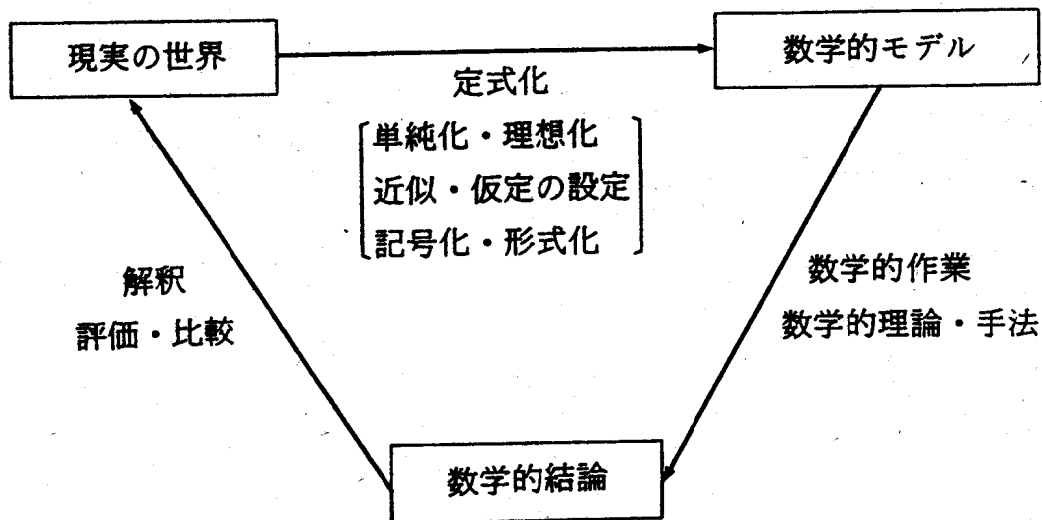 現実の世界
数学的モデル
定式化
単純化・理想化
近似・仮定の設定
記号化・形式化
解釈
評価・比較
数学的作業
数学的理論・手法
数学的結論